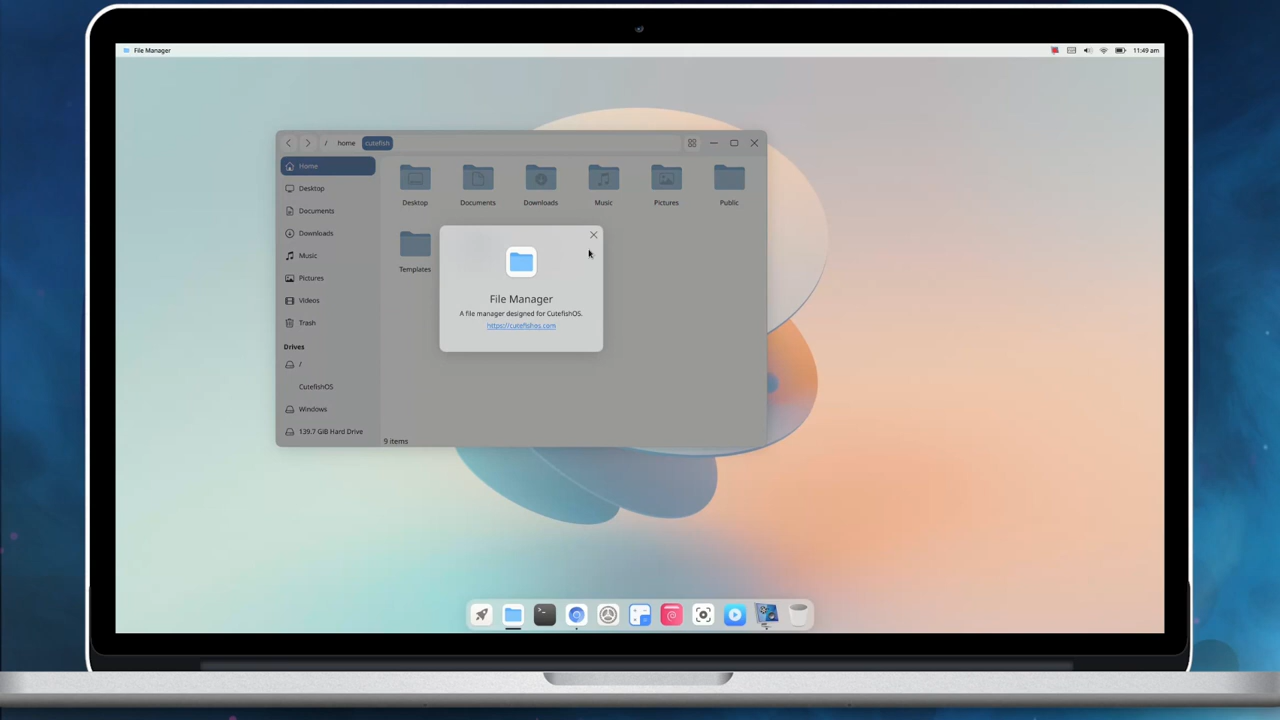 File Manager
11:49 am
/ home cutefish
Home
Desktop
Documents
Downloads
Music
Pictures
Videos
Trash
Drives
/
CutefishOS
Windows
139.7 GiB Hard Drive
Desktop Documents Downloads Music Pictures Public
Templates
File Manager
A file manager designed for CutefishOS.
https://cutefishos.com
9 items